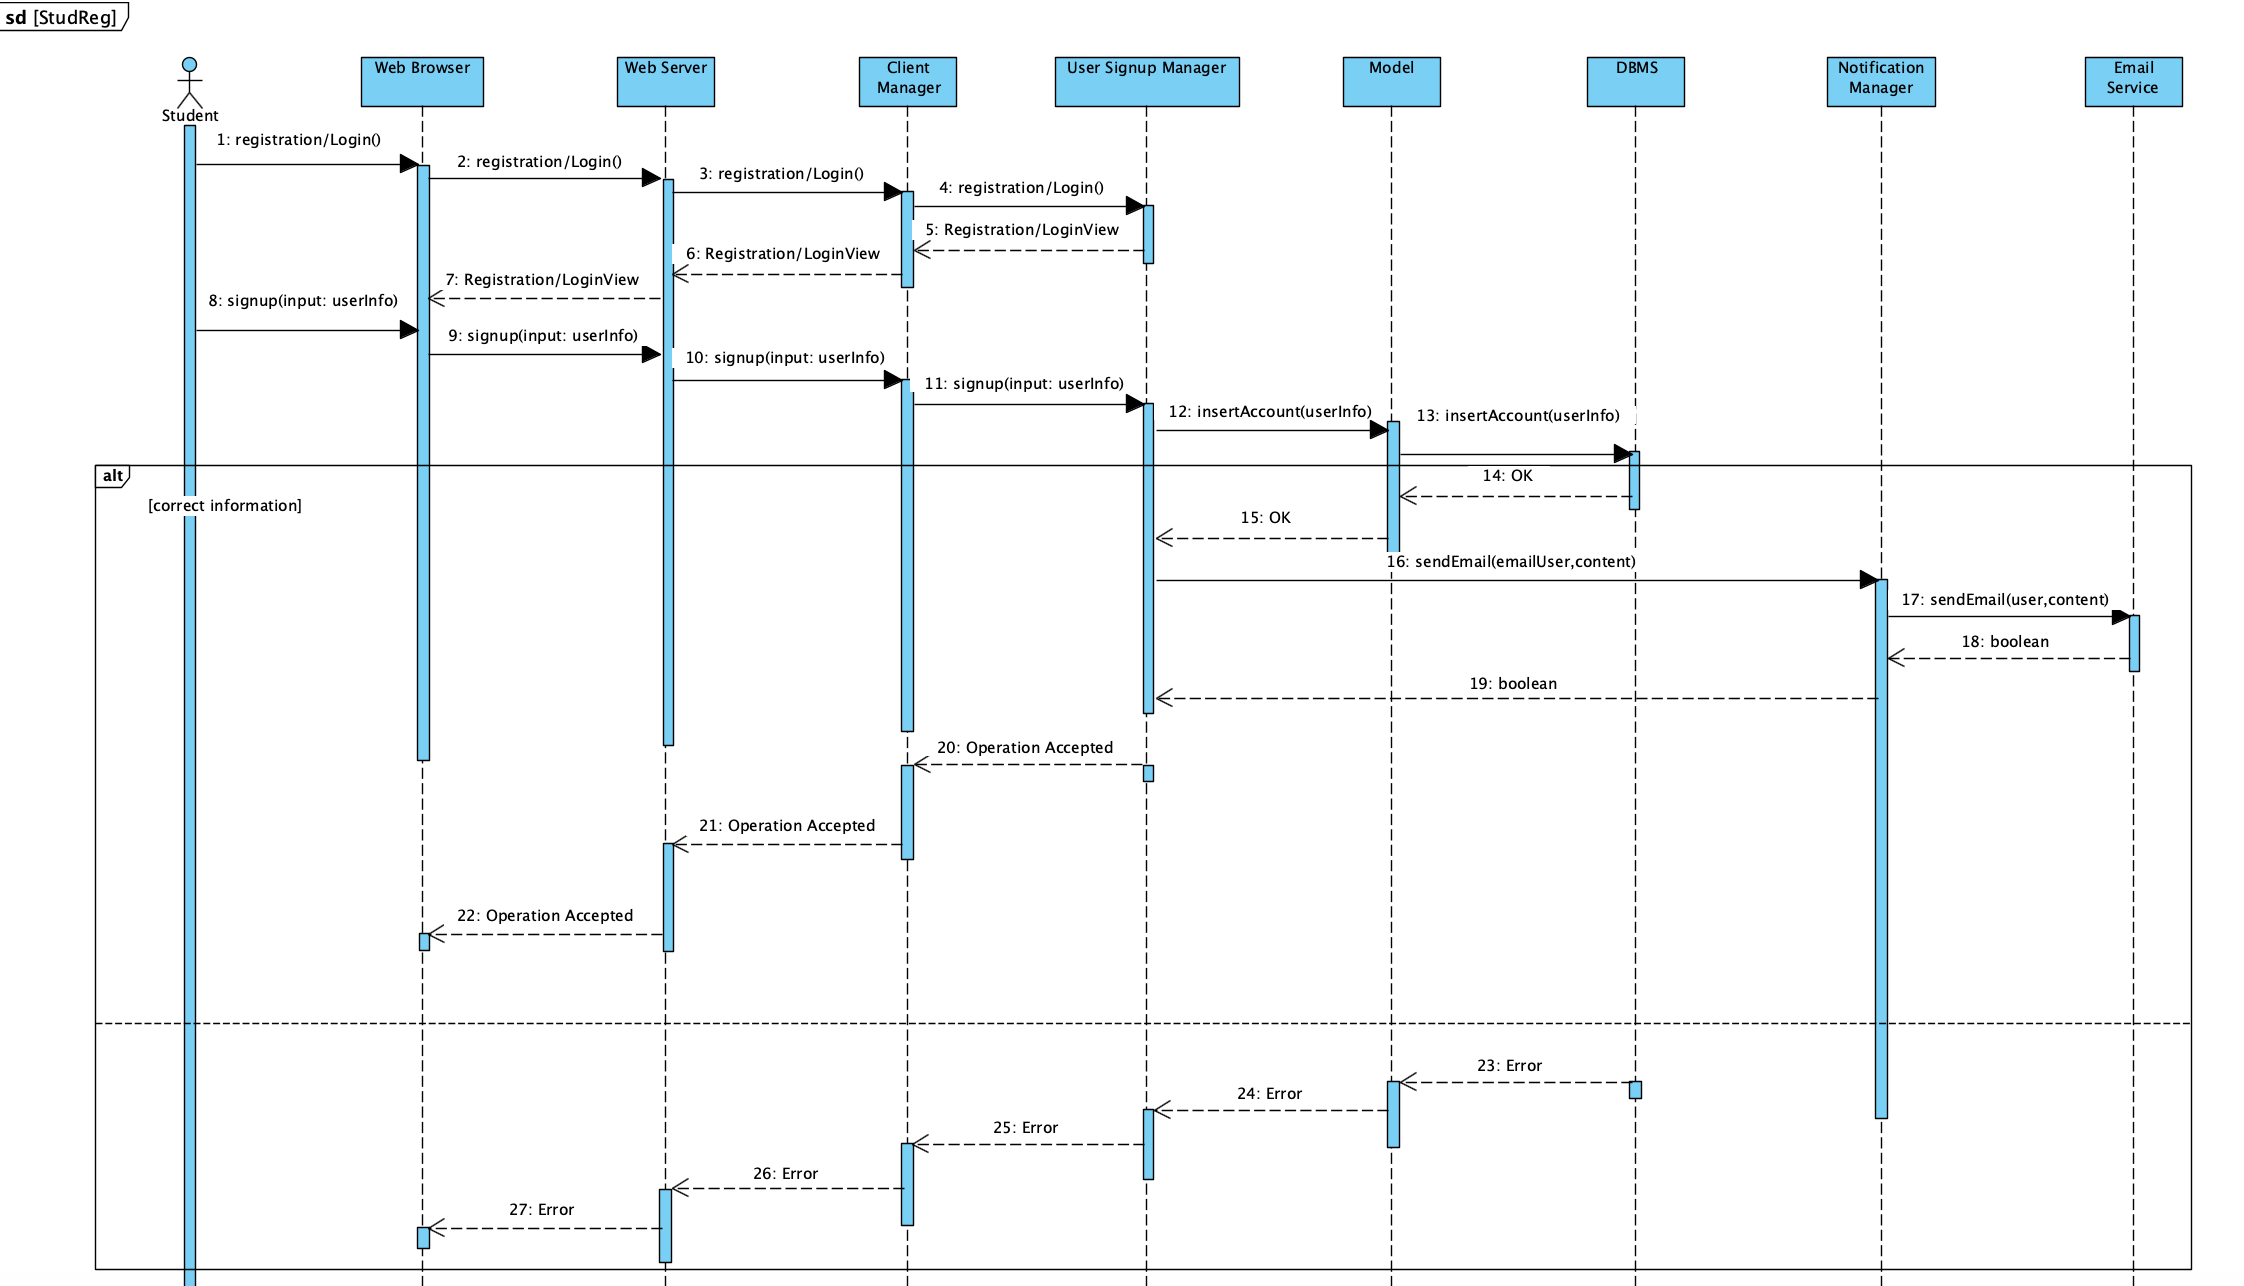 sd [StudReg]
Student
Web Browser
Web Server
Client
Manager
User Signup Manager
Model
DBMS
Notification
Manager
Email
Service
1: registration/Login()
2: registration/Login()
3: registration/Login()
4: registration/Login()
5: Registration/LoginView
6: Registration/LoginView
7: Registration/LoginView
8: signup(input: userInfo)
9: signup(input: userInfo)
10: signup(input: userInfo)
11: signup(input: userInfo)
12: insertAccount(userInfo)
13: insertAccount(userInfo)
alt
[correct information]
14: OK
15: OK
16: sendEmail(emailUser,content)
17: sendEmail(user,content)
18: boolean
19: boolean
20: Operation Accepted
21: Operation Accepted
22: Operation Accepted
23: Error
24: Error
25: Error
26: Error
27: Error